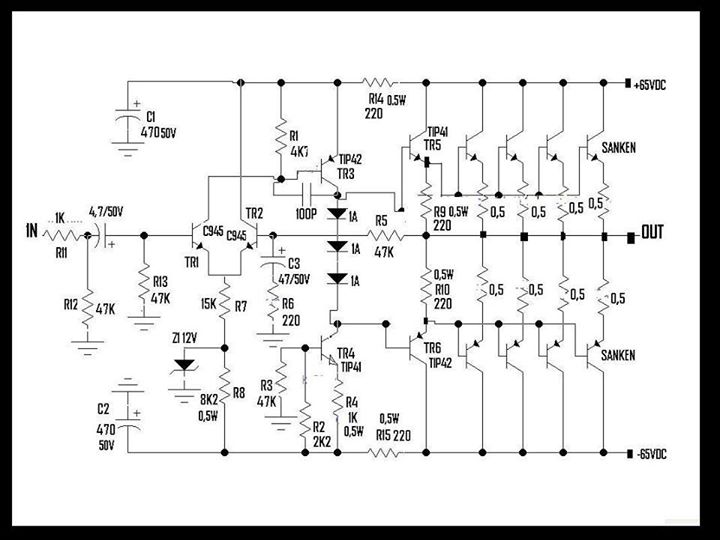 +65VDC
R14 0.5W
220
C1
470 50V
R1
4K7
TIP42
TR3
TIP41
TR5
SANKEN
100P
1A
R9 0,5W
220
0,5
0,5
0,5
0,5
IN
1K
R11
4,7/50V
C945
TR1
C945
TR2
R5
47K
OUT
1A
C3
47/50V
1A
R12
47K
R13
47K
15K
R7
R6
220
0,5W
R10
220
0,5
0,5
0,5
0,5
Z1 12V
TR4
TIP41
TR6
TIP42
SANKEN
8K2
0,5W
R8
R3
47K
R4
1K
0,5W
R2
2K2
C2
470
50V
0,5W
R15 220
-65VDC